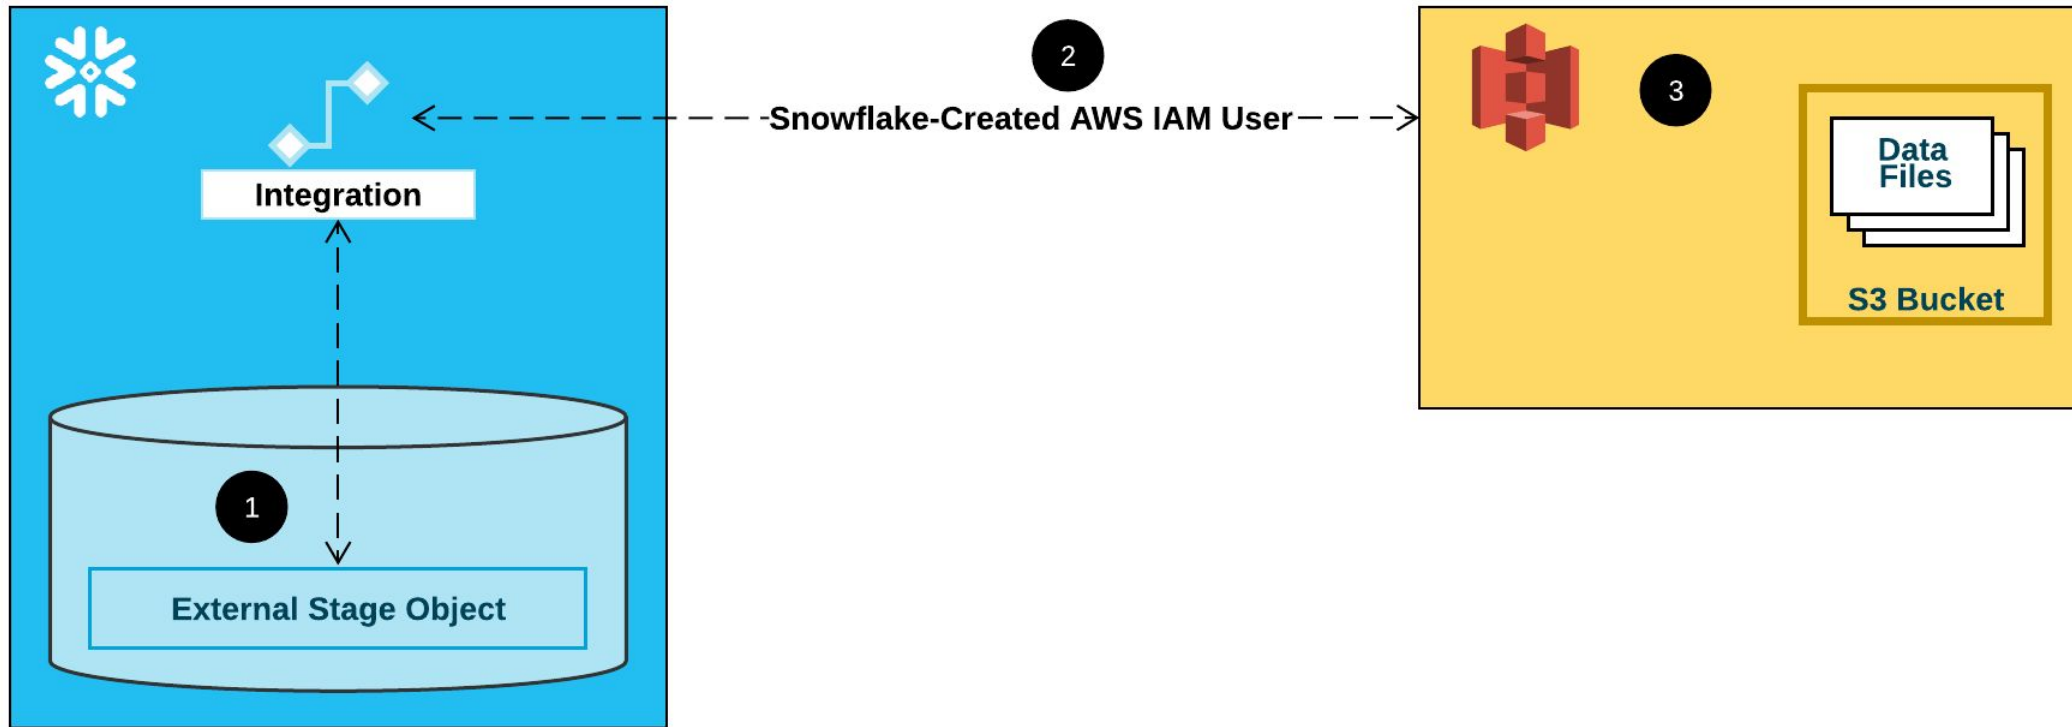 2
Snowflake-Created AWS IAM User
3
Integration
Data
Files
S3 Bucket
1
External Stage Object